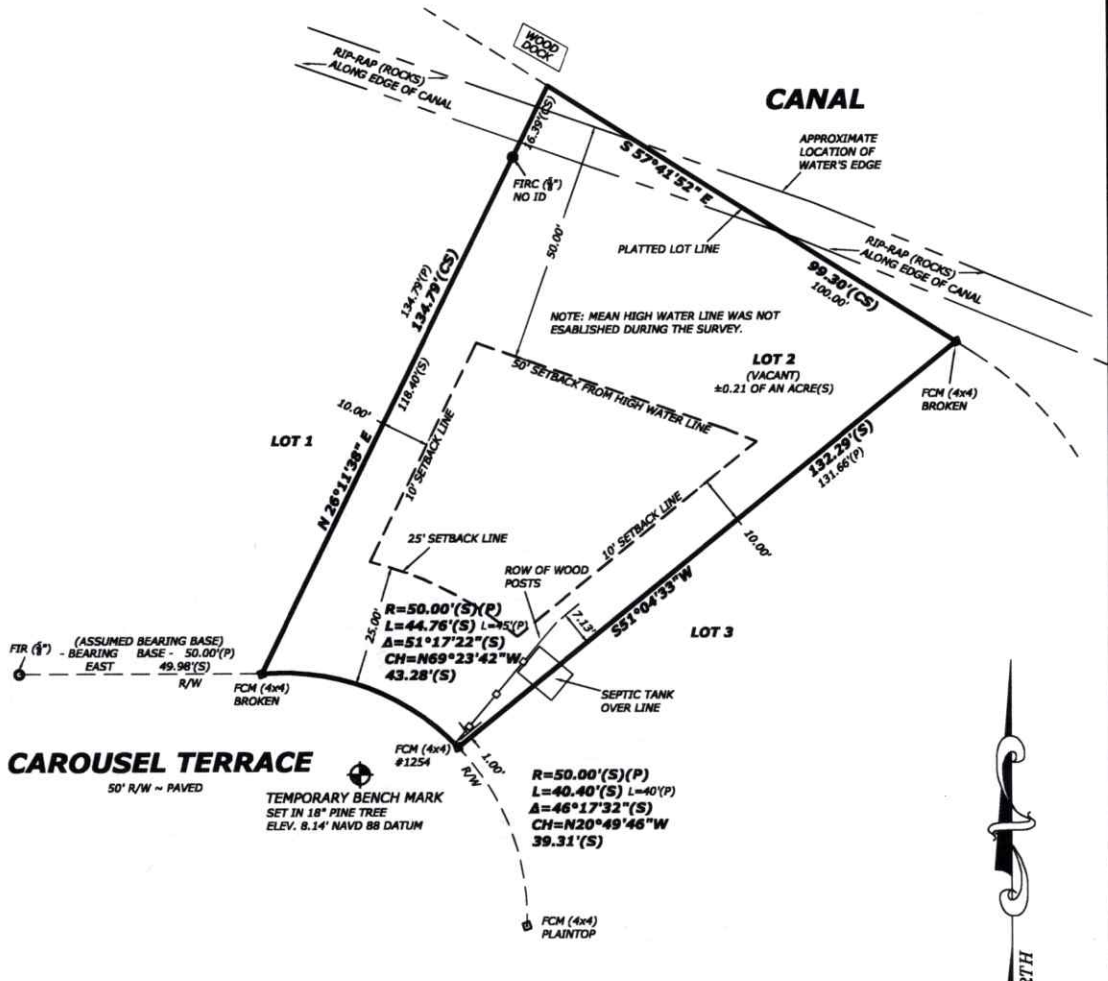 WOOD
DOCK
RIP-RAP (ROCKS)
ALONG EDGE OF CANAL
CANAL
APPROXIMATE
LOCATION OF
WATER'S EDGE
16.39'(CS)
S 57°41'52" E
FIRC (⅝")
NO ID
50.00'
PLATTED LOT LINE
RIP-RAP (ROCKS)
ALONG EDGE OF CANAL
99.30'(CS)
100.00'
134.79'(P)
134.79'(CS)
NOTE: MEAN HIGH WATER LINE WAS NOT
ESABLISHED DURING THE SURVEY.
LOT 2
(VACANT)
±0.21 OF AN ACRE(S)
50' SETBACK FROM HIGH WATER LINE
FCM (4x4)
BROKEN
118.40'(S)
10.00'
LOT 1
10' SETBACK LINE
N 26°11'38" E
132.29'(S)
131.66'(P)
10' SETBACK LINE
10.00'
25' SETBACK LINE
ROW OF WOOD
POSTS
25.00'
R=50.00'(S)(P)
L=44.76'(S) L=45'(P)
Δ=51°17'22"(S)
CH=N69°23'42"W
43.28'(S)
7.13'
S51°04'33"W
LOT 3
FIR (⅝")
(ASSUMED BEARING BASE)
- BEARING BASE - 50.00'(P)
EAST 49.98'(S)
R/W
FCM (4x4)
BROKEN
SEPTIC TANK
OVER LINE
CAROUSEL TERRACE
50' R/W ~ PAVED
FCM (4x4)
#1254
1.00'
R/W
TEMPORARY BENCH MARK
SET IN 18" PINE TREE
ELEV. 8.14' NAVD 88 DATUM
R=50.00'(S)(P)
L=40.40'(S) L=40'(P)
Δ=46°17'32"(S)
CH=N20°49'46"W
39.31'(S)
FCM (4x4)
PLAINTOP
RTH